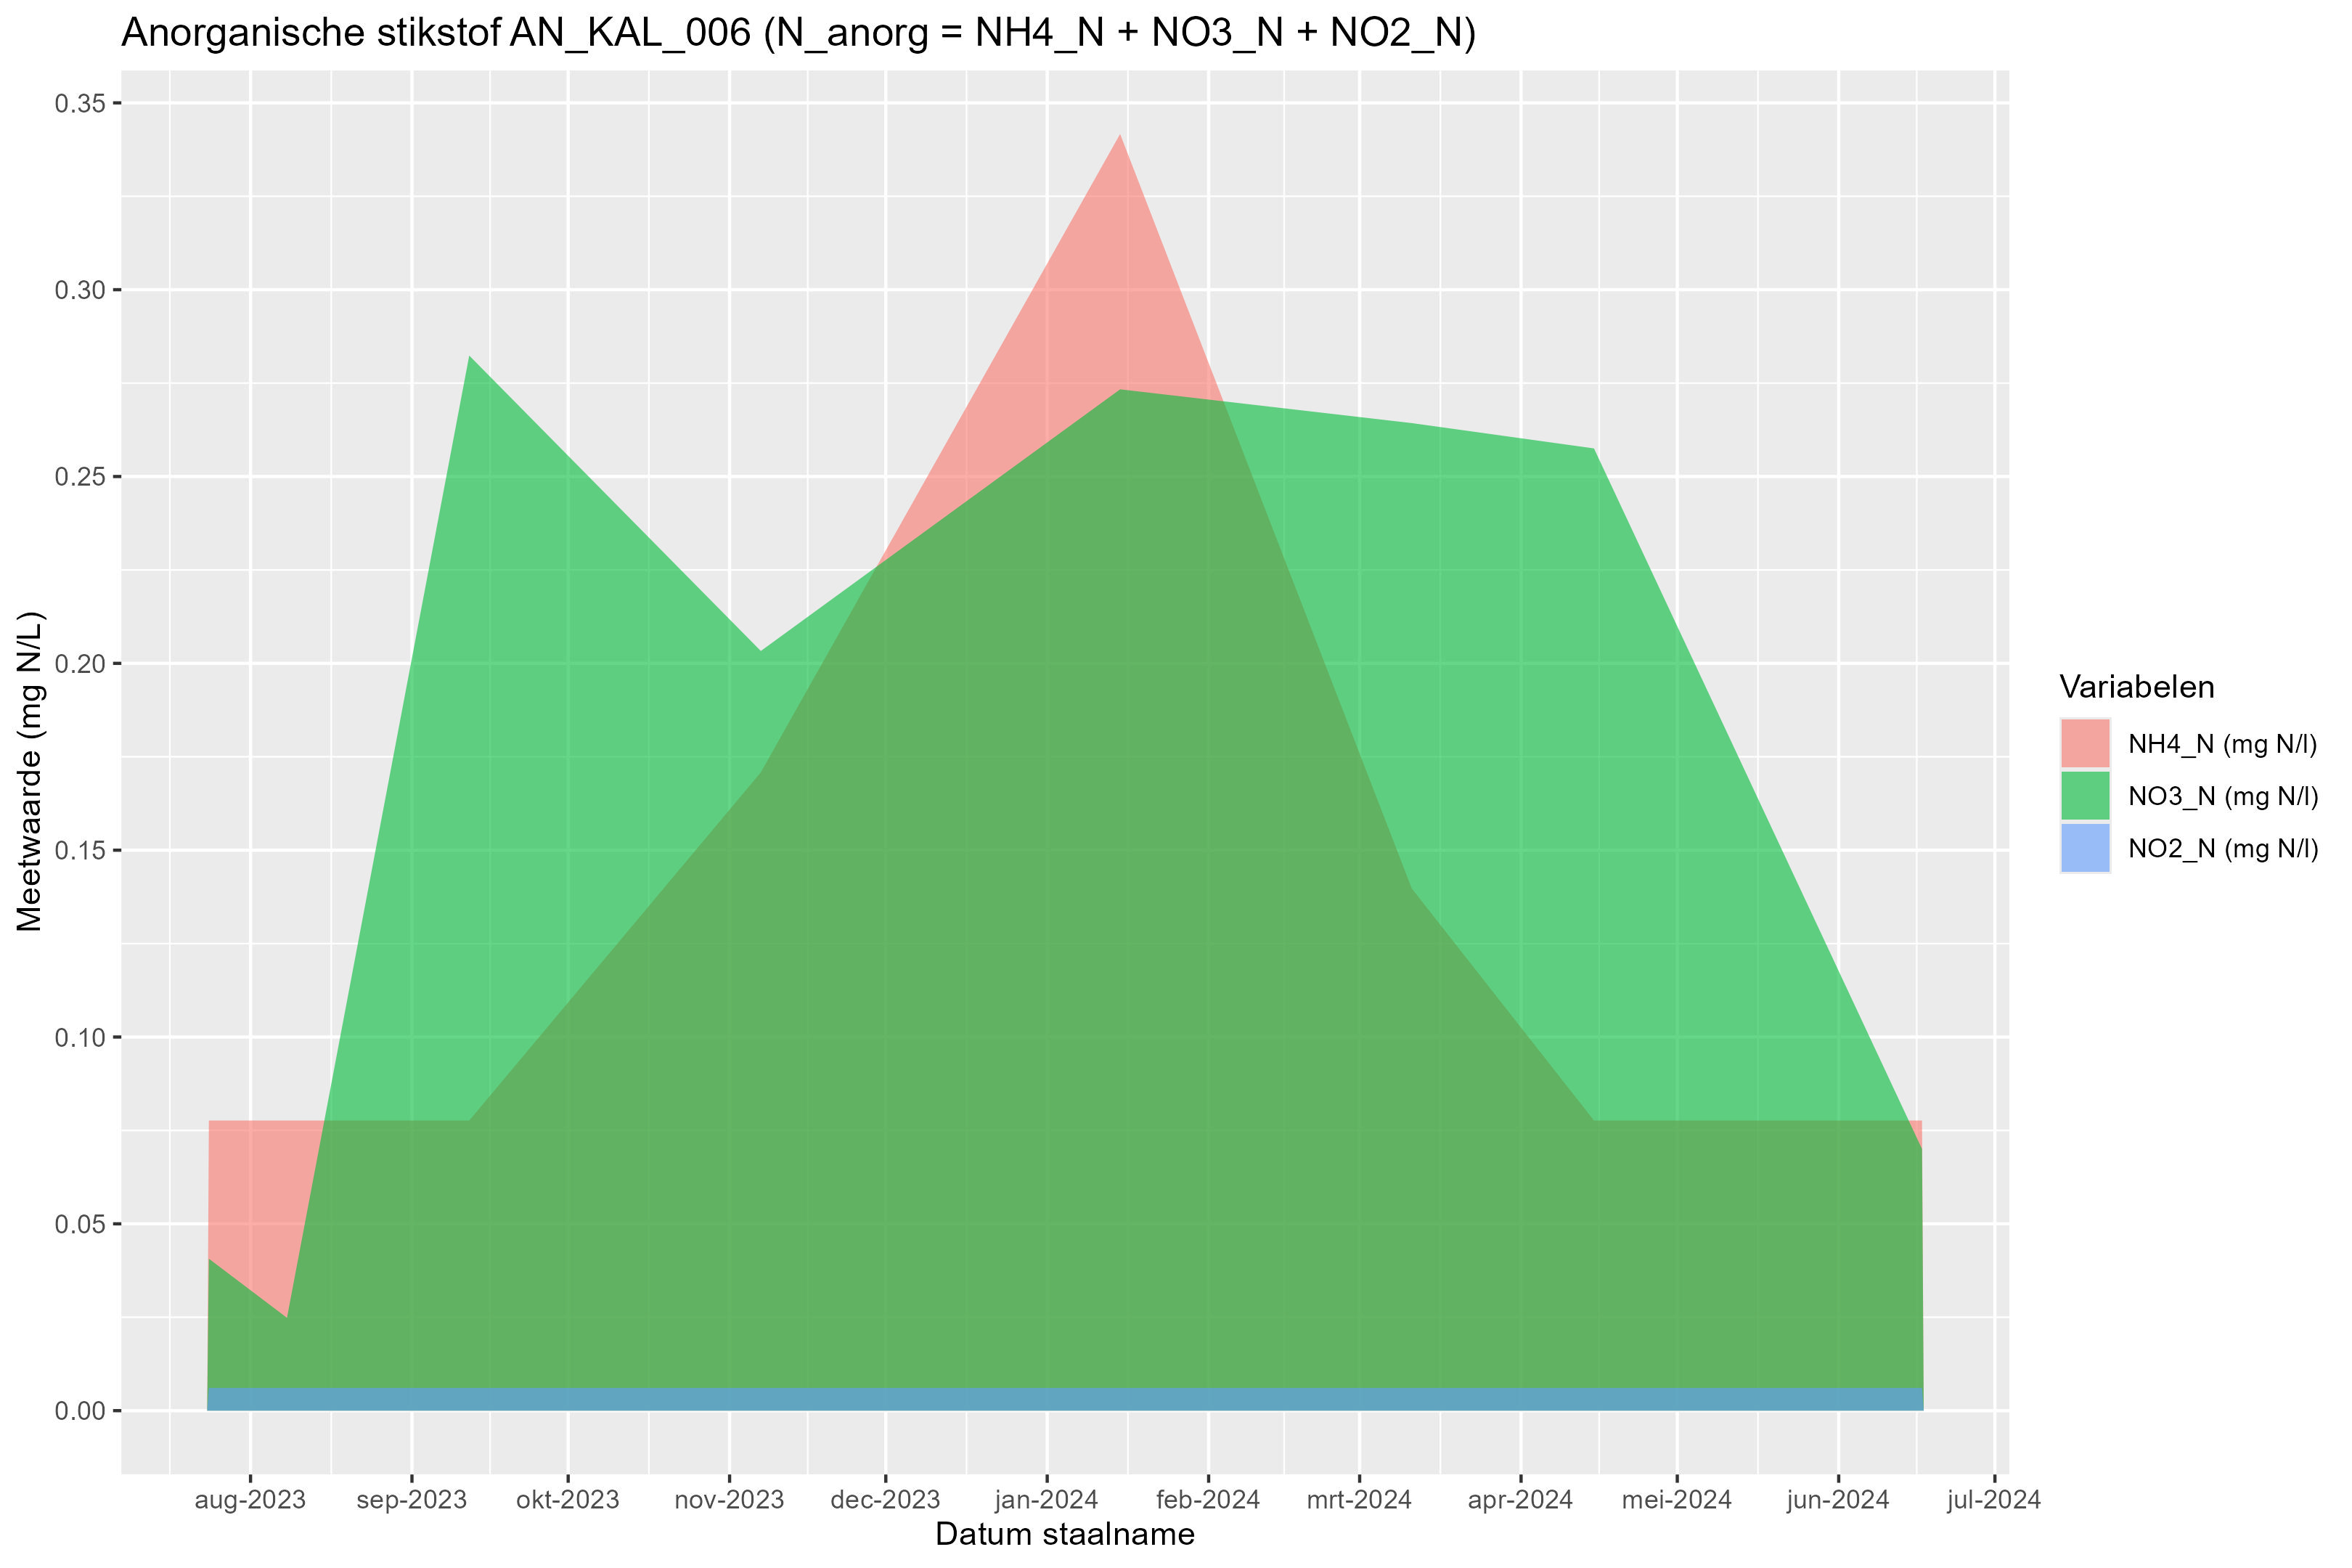 Anorganische stikstof AN_KAL_006 (N_anorg = NH4_N + NO3_N + NO2_N)
Meetwaarde (mg N/L)
0.35
0.30
0.25
0.20
0.15
0.10
0.05
0.00
aug-2023
sep-2023
okt-2023
nov-2023
dec-2023
jan-2024
feb-2024
mrt-2024
apr-2024
mei-2024
jun-2024
jul-2024
Datum staalname
Variabelen
NH4_N (mg N/l)
NO3_N (mg N/l)
NO2_N (mg N/l)